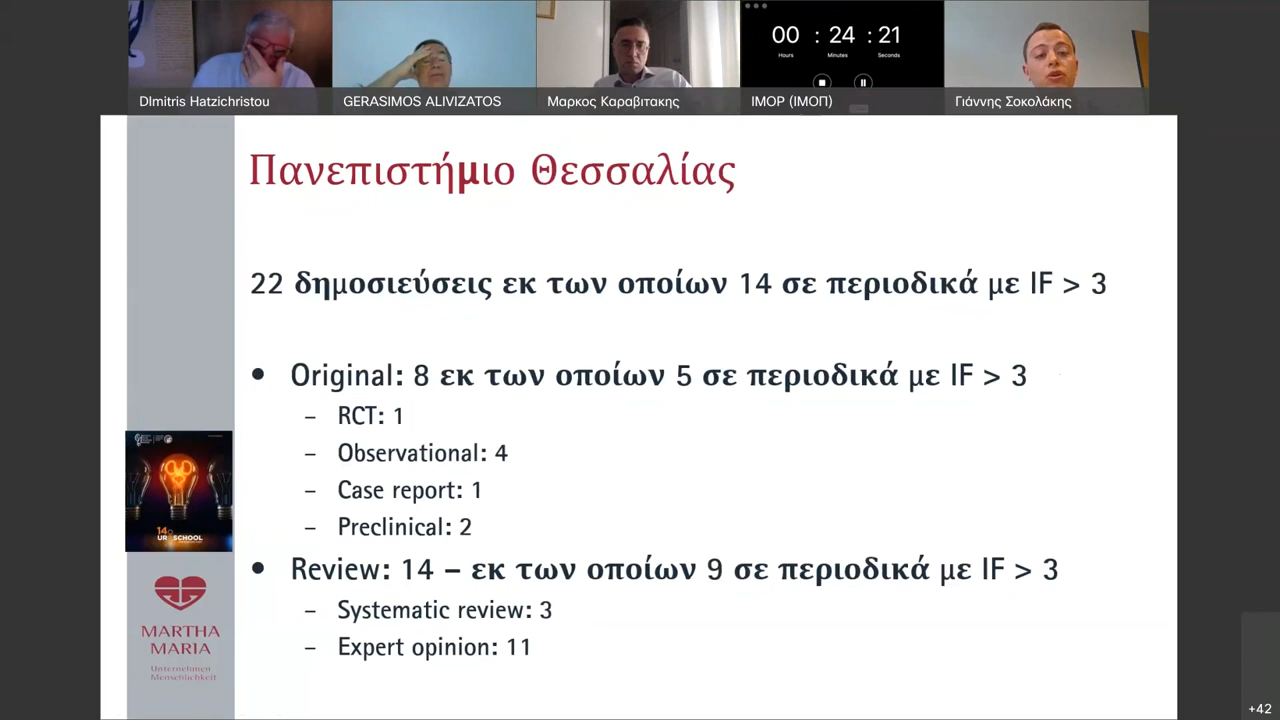 00 : 24 : 21
Hours Minutes Seconds
DImitris Hatzichristou
GERASIMOS ALIVIZATOS
Μαρκος Καραβιτακης
IMOP (ΙΜΟΠ)
Γιάννης Σοκολάκης
Πανεπιστήμιο Θεσσαλίας
22 δημοσιεύσεις εκ των οποίων 14 σε περιοδικά με IF > 3
• Original: 8 εκ των οποίων 5 σε περιοδικά με IF > 3
– RCT: 1
– Observational: 4
– Case report: 1
– Preclinical: 2
• Review: 14 – εκ των οποίων 9 σε περιοδικά με IF > 3
– Systematic review: 3
– Expert opinion: 11
MARTHA
MARIA
Unternehmen
Menschlichkeit
+42